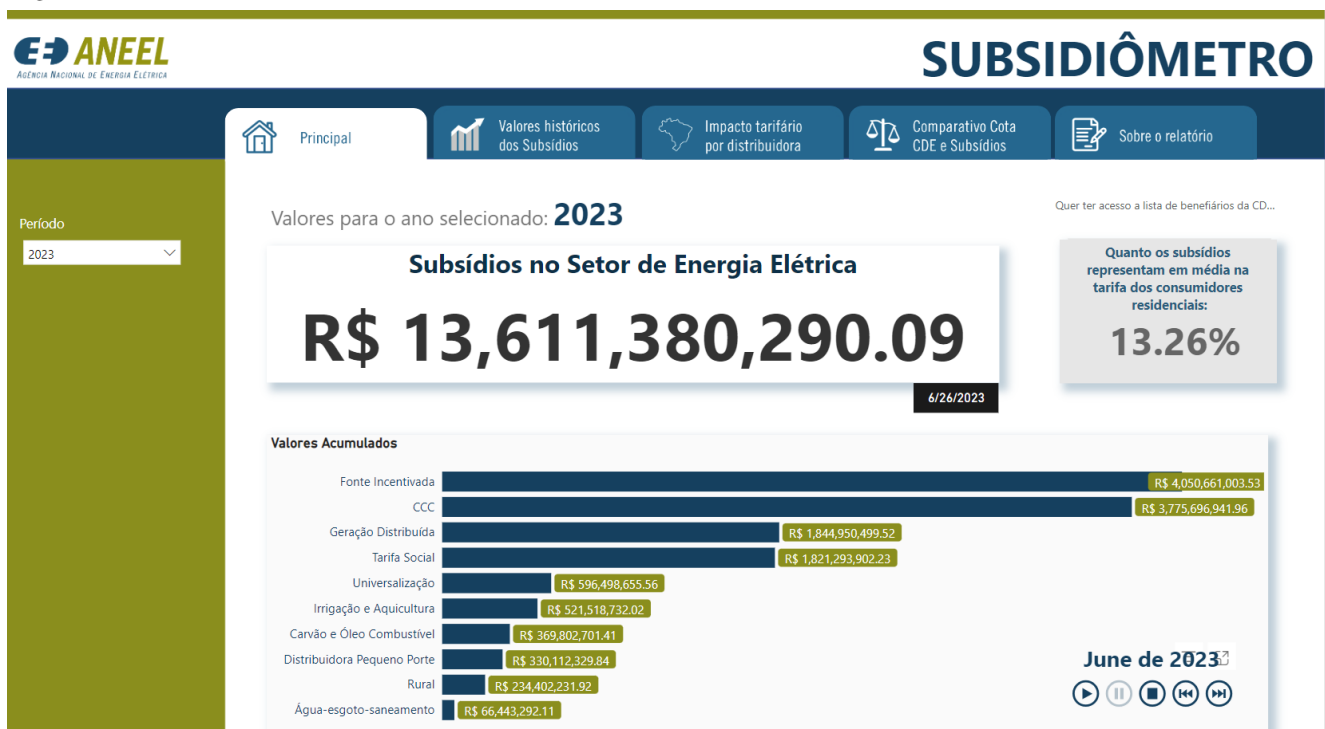 ANEEL
AGÊNCIA NACIONAL DE ENERGIA ELÉTRICA
SUBSIDIÔMETRO
Principal
Valores históricos
dos Subsídios
Impacto tarifário
por distribuidora
Comparativo Cota
CDE e Subsídios
Sobre o relatório
Período
2023
Valores para o ano selecionado: 2023
Quer ter acesso a lista de benefiários da CD...
Subsídios no Setor de Energia Elétrica
R$ 13,611,380,290.09
6/26/2023
Quanto os subsídios
representam em média na
tarifa dos consumidores
residenciais:
13.26%
Valores Acumulados
Fonte Incentivada R$ 4,050,661,003.53
CCC R$ 3,775,696,941.96
Geração Distribuída R$ 1,844,950,499.52
Tarifa Social R$ 1,821,293,902.23
Universalização R$ 596,498,655.56
Irrigação e Aquicultura R$ 521,518,732.02
Carvão e Óleo Combustível R$ 369,802,701.41
Distribuidora Pequeno Porte R$ 330,112,329.84
Rural R$ 234,402,231.92
Água-esgoto-saneamento R$ 66,443,292.11
June de 2023